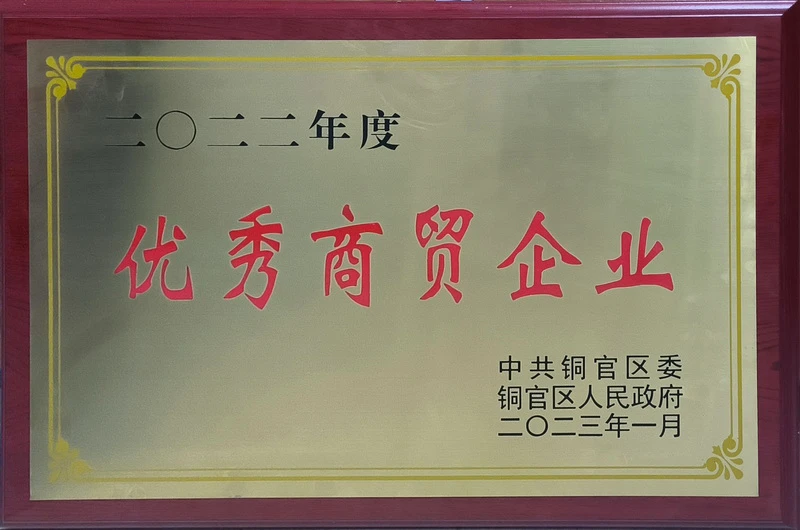 二〇二二年度
优秀商贸企业
中共铜官区委
铜官区人民政府
二〇二三年一月